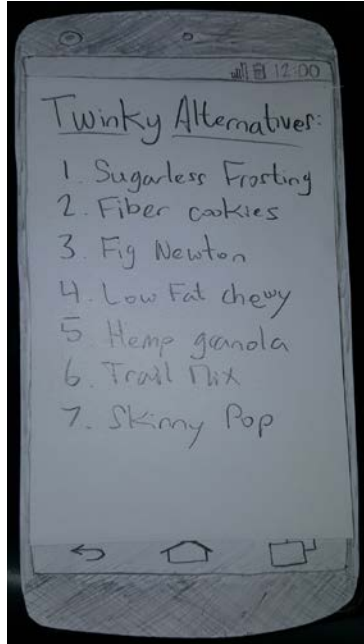 12:00
Twinky Alternatives:
1. Sugarless Frosting
2. Fiber cookies
3. Fig Newton
4. Low Fat chewy
5 Hemp granola
6. Trail Mix
7. Skinny Pop